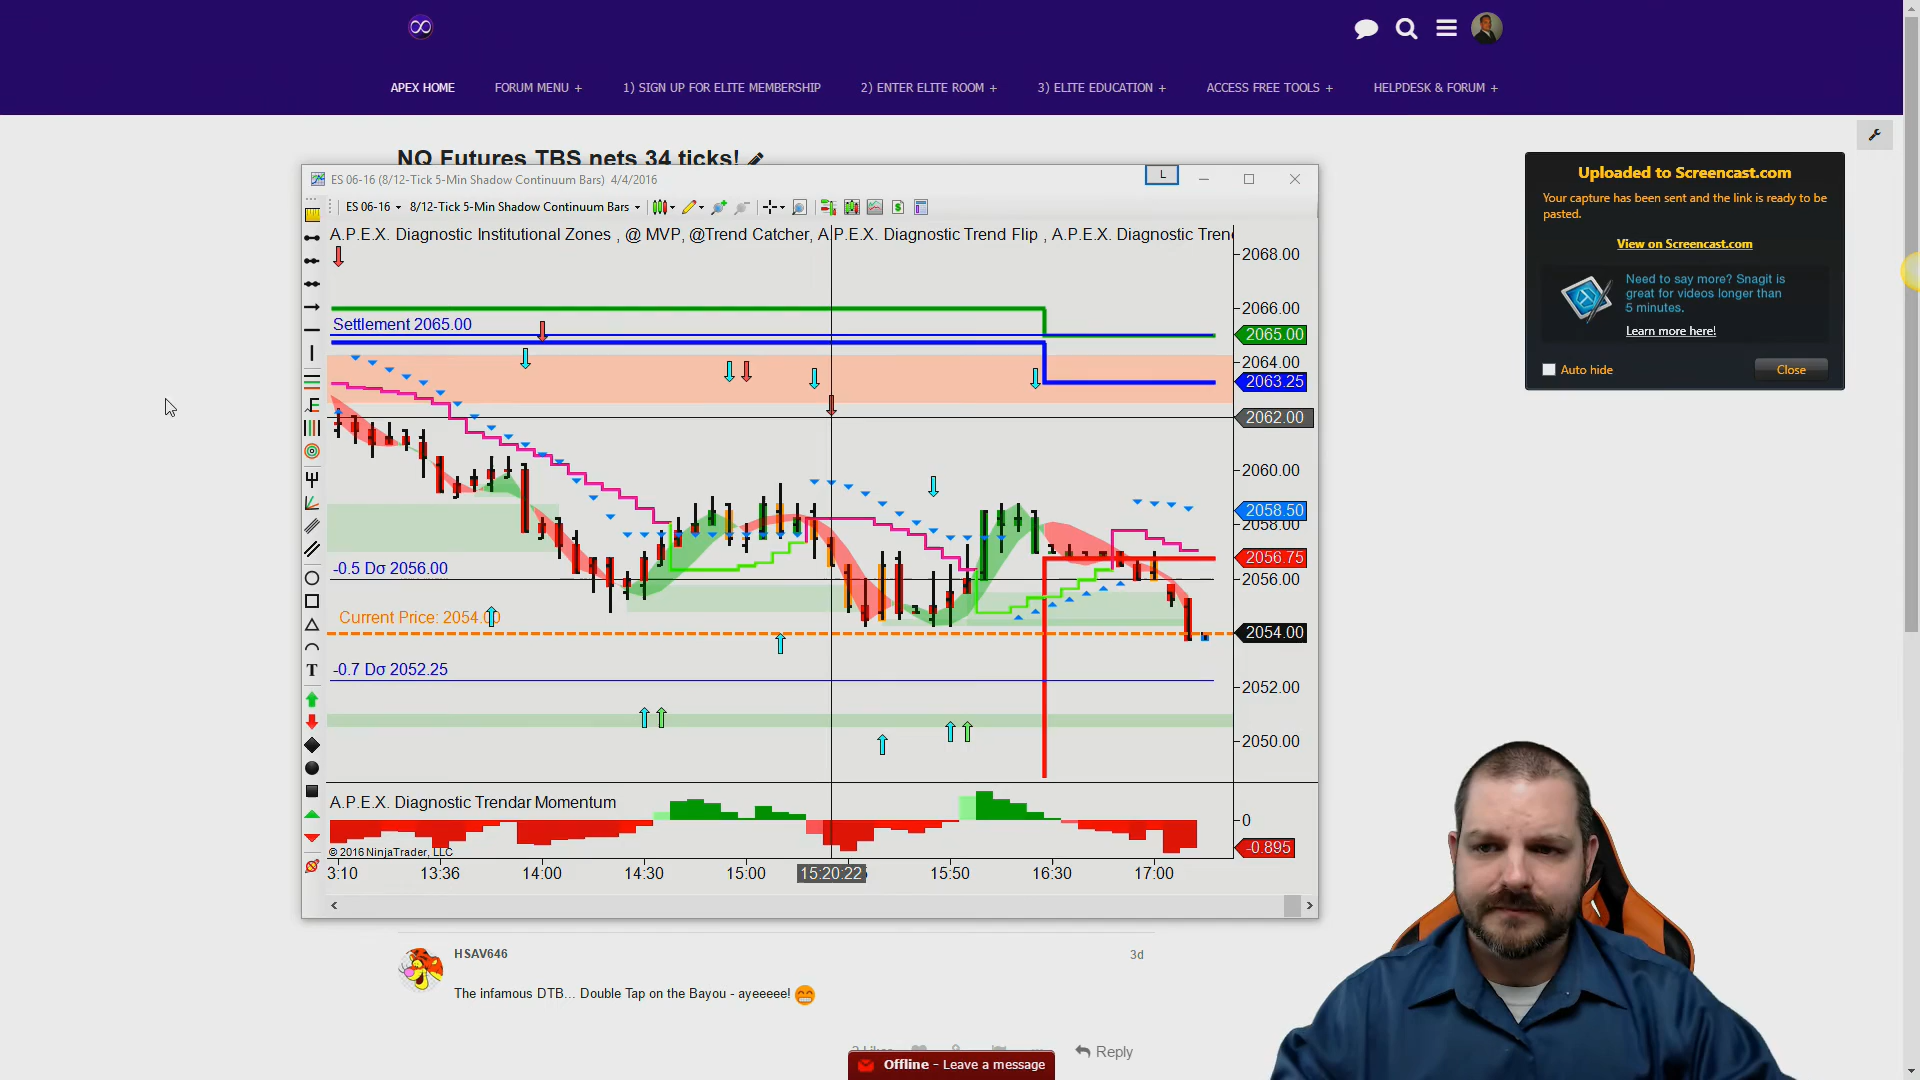 APEX HOME FORUM MENU + 1) SIGN UP FOR ELITE MEMBERSHIP 2) ENTER ELITE ROOM + 3) ELITE EDUCATION + ACCESS FREE TOOLS + HELPDESK & FORUM +
NQ Futures TBS nets 34 ticks!
ES 06-16 (8/12-Tick 5-Min Shadow Continuum Bars) 4/4/2016
L
ES 06-16 8/12-Tick 5-Min Shadow Continuum Bars
A.P.E.X. Diagnostic Institutional Zones , @ MVP, @Trend Catcher, A.P.E.X. Diagnostic Trend Flip , A.P.E.X. Diagnostic Tren
2068.00
2066.00
Settlement 2065.00
2065.00
2064.00
2063.25
2062.00
2060.00
2058.50
2058.00
2056.75
-0.5 Dσ 2056.00
2056.00
Current Price: 2054.00
2054.00
-0.7 Dσ 2052.25
2052.00
2050.00
A.P.E.X. Diagnostic Trendar Momentum
0
-0.895
© 2016 NinjaTrader, LLC
3:10 13:36 14:00 14:30 15:00 15:20:22 15:50 16:30 17:00
Uploaded to Screencast.com
Your capture has been sent and the link is ready to be
pasted.
View on Screencast.com
Need to say more? Snagit is
great for videos longer than
5 minutes.
Learn more here!
Auto hide
Close
HSAV646
3d
The infamous DTB... Double Tap on the Bayou - ayeeeee!
Reply
Offline - Leave a message